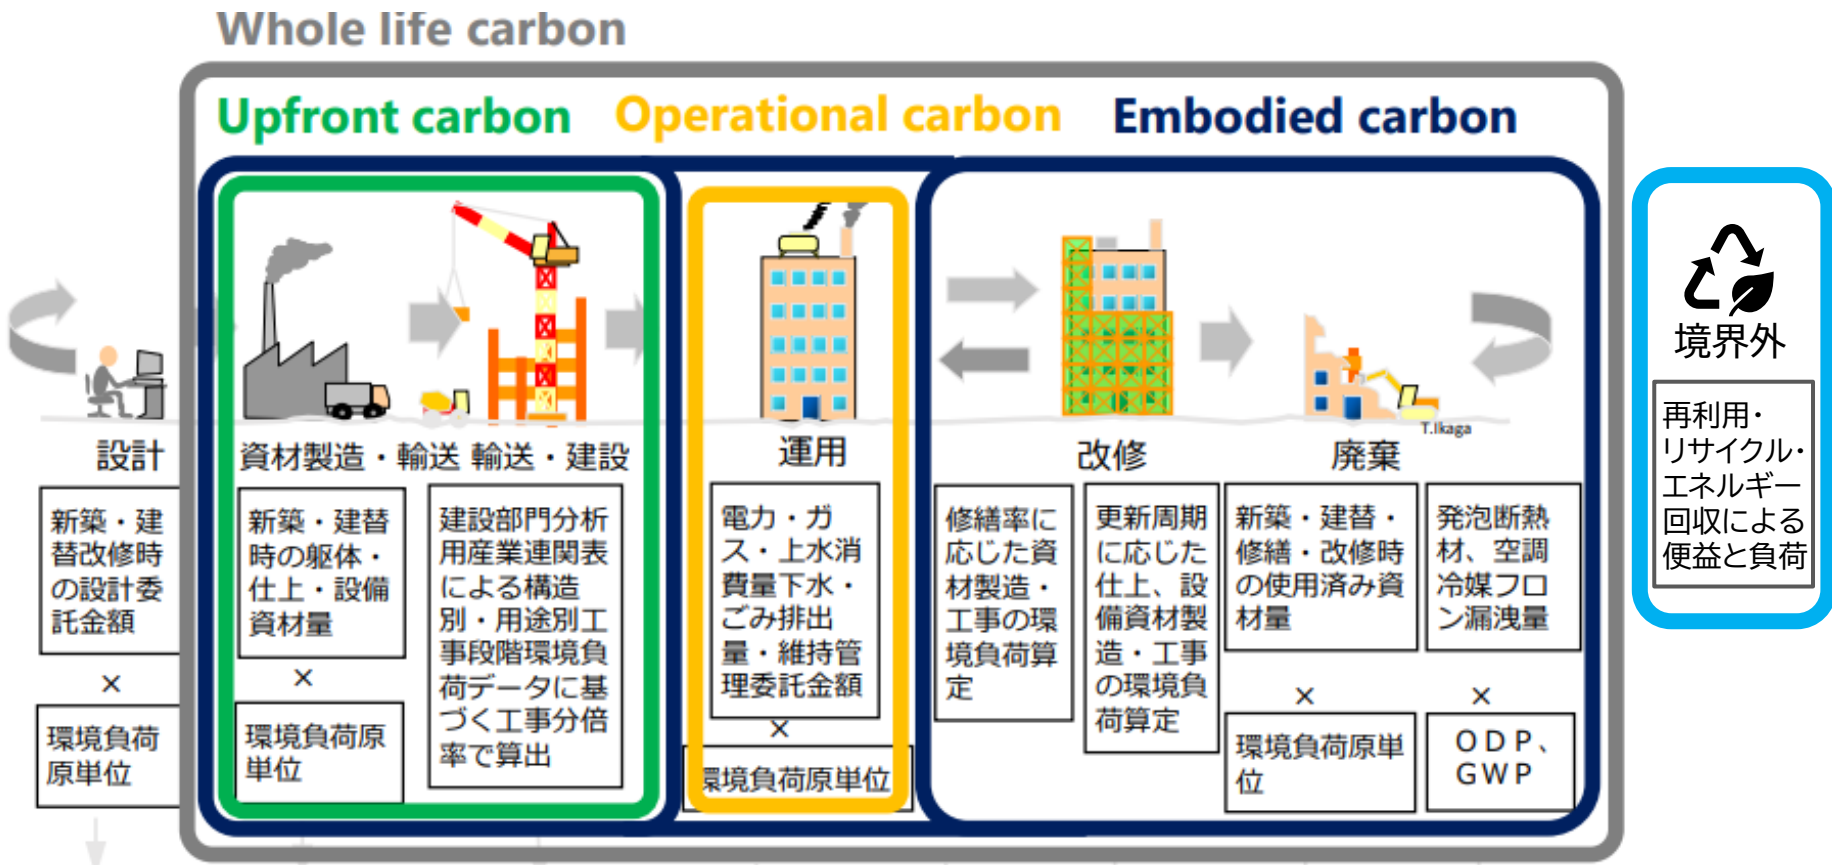 Whole life carbon
Upfront carbon
Operational carbon
Embodied carbon
T.Ikaga
設計
資材製造・輸送
輸送・建設
運用
改修
廃棄
境界外
新築・建
替改修時
の設計委
託金額
×
環境負荷
原単位
新築・建替
時の躯体・
仕上・設備
資材量
×
環境負荷原
単位
建設部門分析
用産業連関表
による構造
別・用途別工
事段階環境負
荷データに基
づく工事分倍
率で算出
電力・ガ
ス・上水消
費量下水・
ごみ排出
量・維持管
理委託金額
×
環境負荷原単位
修繕率に
応じた資
材製造・
工事の環
境負荷算
定
更新周期
に応じた
仕上、設
備資材製
造・工事
の環境負
荷算定
新築・建替・
修繕・改修時
の使用済み資
材量
×
環境負荷原単
位
発泡断熱
材、空調
冷媒フロ
ン漏洩量
×
ODP、
GWP
再利用・
リサイクル・
エネルギー
回収による
便益と負荷